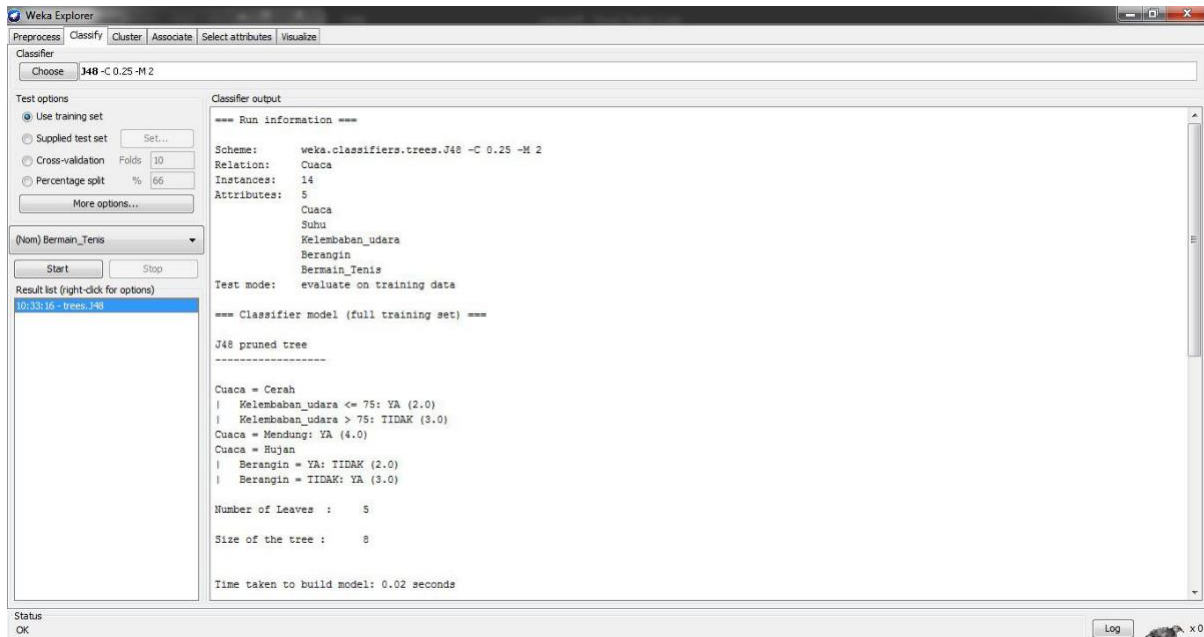 Weka Explorer
Preprocess Classify Cluster Associate Select attributes Visualize
Classifier
Choose J48 -C 0.25 -M 2
Test options
Use training set
Supplied test set Set...
Cross-validation Folds 10
Percentage split % 66
More options...
(Nom) Bermain_Tenis
Start Stop
Result list (right-click for options)
10:33:16 - trees.J48
Classifier output
=== Run information ===
Scheme: weka.classifiers.trees.J48 -C 0.25 -M 2
Relation: Cuaca
Instances: 14
Attributes: 5
Cuaca
Suhu
Kelembaban_udara
Berangin
Bermain_Tenis
Test mode: evaluate on training data
=== Classifier model (full training set) ===
J48 pruned tree
------------------
Cuaca = Cerah
| Kelembaban_udara <= 75: YA (2.0)
| Kelembaban_udara > 75: TIDAK (3.0)
Cuaca = Mendung: YA (4.0)
Cuaca = Hujan
| Berangin = YA: TIDAK (2.0)
| Berangin = TIDAK: YA (3.0)
Number of Leaves : 5
Size of the tree : 8
Time taken to build model: 0.02 seconds
Status
OK
Log
x 0